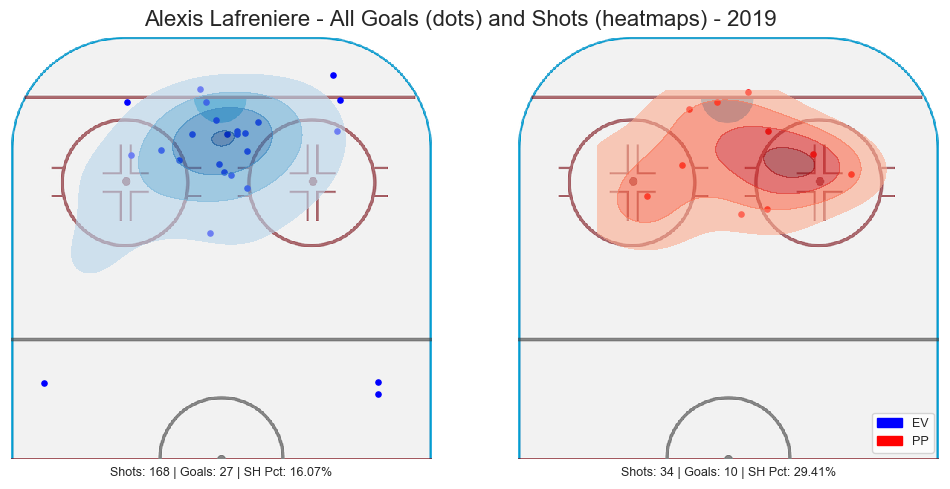 Alexis Lafreniere - All Goals (dots) and Shots (heatmaps) - 2019
EV
PP
Shots: 168 | Goals: 27 | SH Pct: 16.07%
Shots: 34 | Goals: 10 | SH Pct: 29.41%